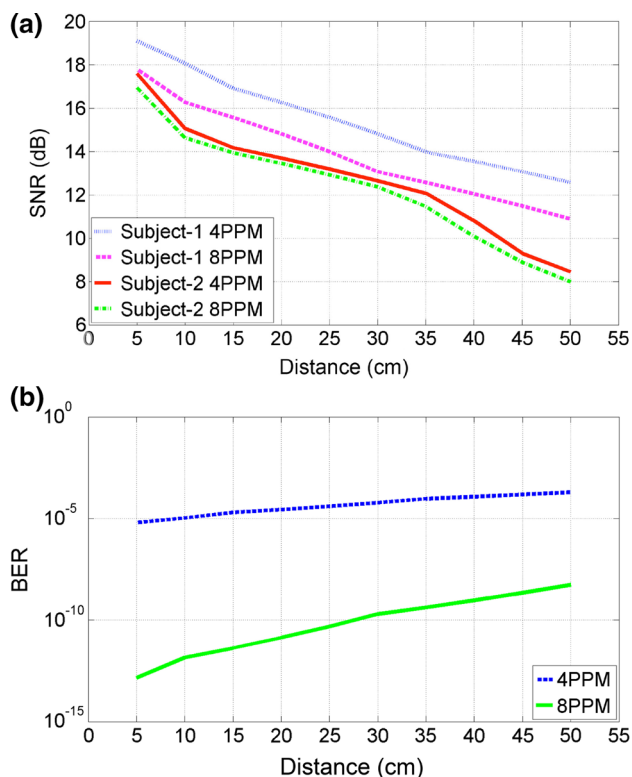 (a)
20
18
16
14
12
10
8
6
SNR (dB)
Subject-1 4PPM
Subject-1 8PPM
Subject-2 4PPM
Subject-2 8PPM
0 5 10 15 20 25 30 35 40 45 50 55
Distance (cm)
(b)
10^0
10^-5
10^-10
10^-15
BER
4PPM
8PPM
0 5 10 15 20 25 30 35 40 45 50 55
Distance (cm)